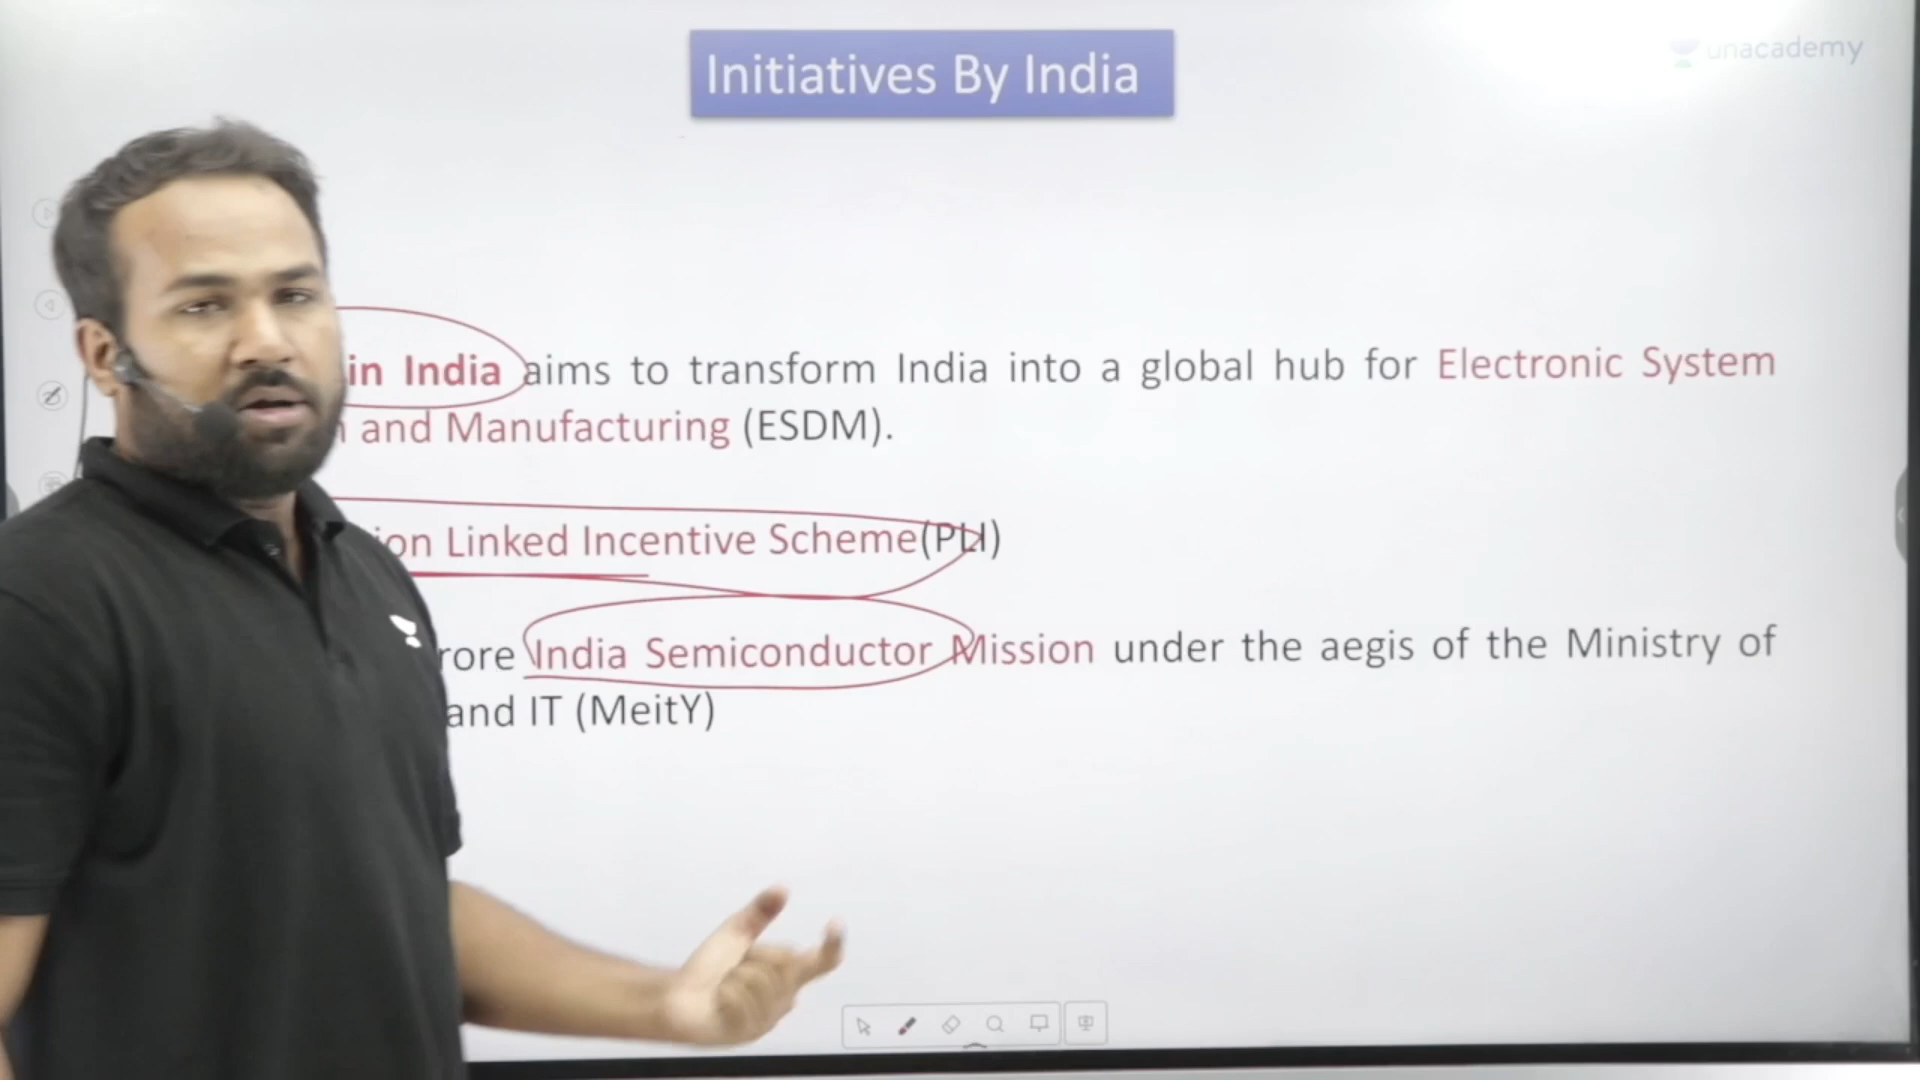 Initiatives By India
unacademy
in India aims to transform India into a global hub for Electronic System
and Manufacturing (ESDM).
ion Linked Incentive Scheme(PLI)
rore India Semiconductor Mission under the aegis of the Ministry of
and IT (MeitY)